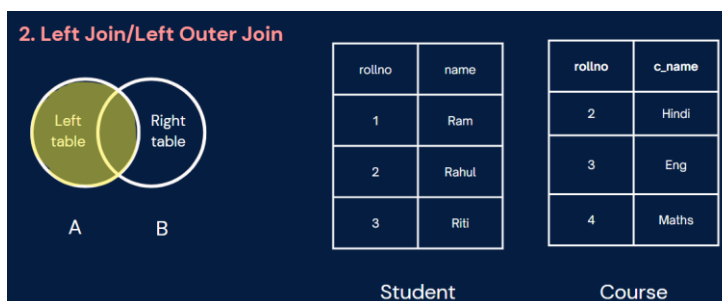 2. Left Join/Left Outer Join
Left
table
Right
table
A
B
rollno name
1 Ram
2 Rahul
3 Riti
Student
rollno c_name
2 Hindi
3 Eng
4 Maths
Course